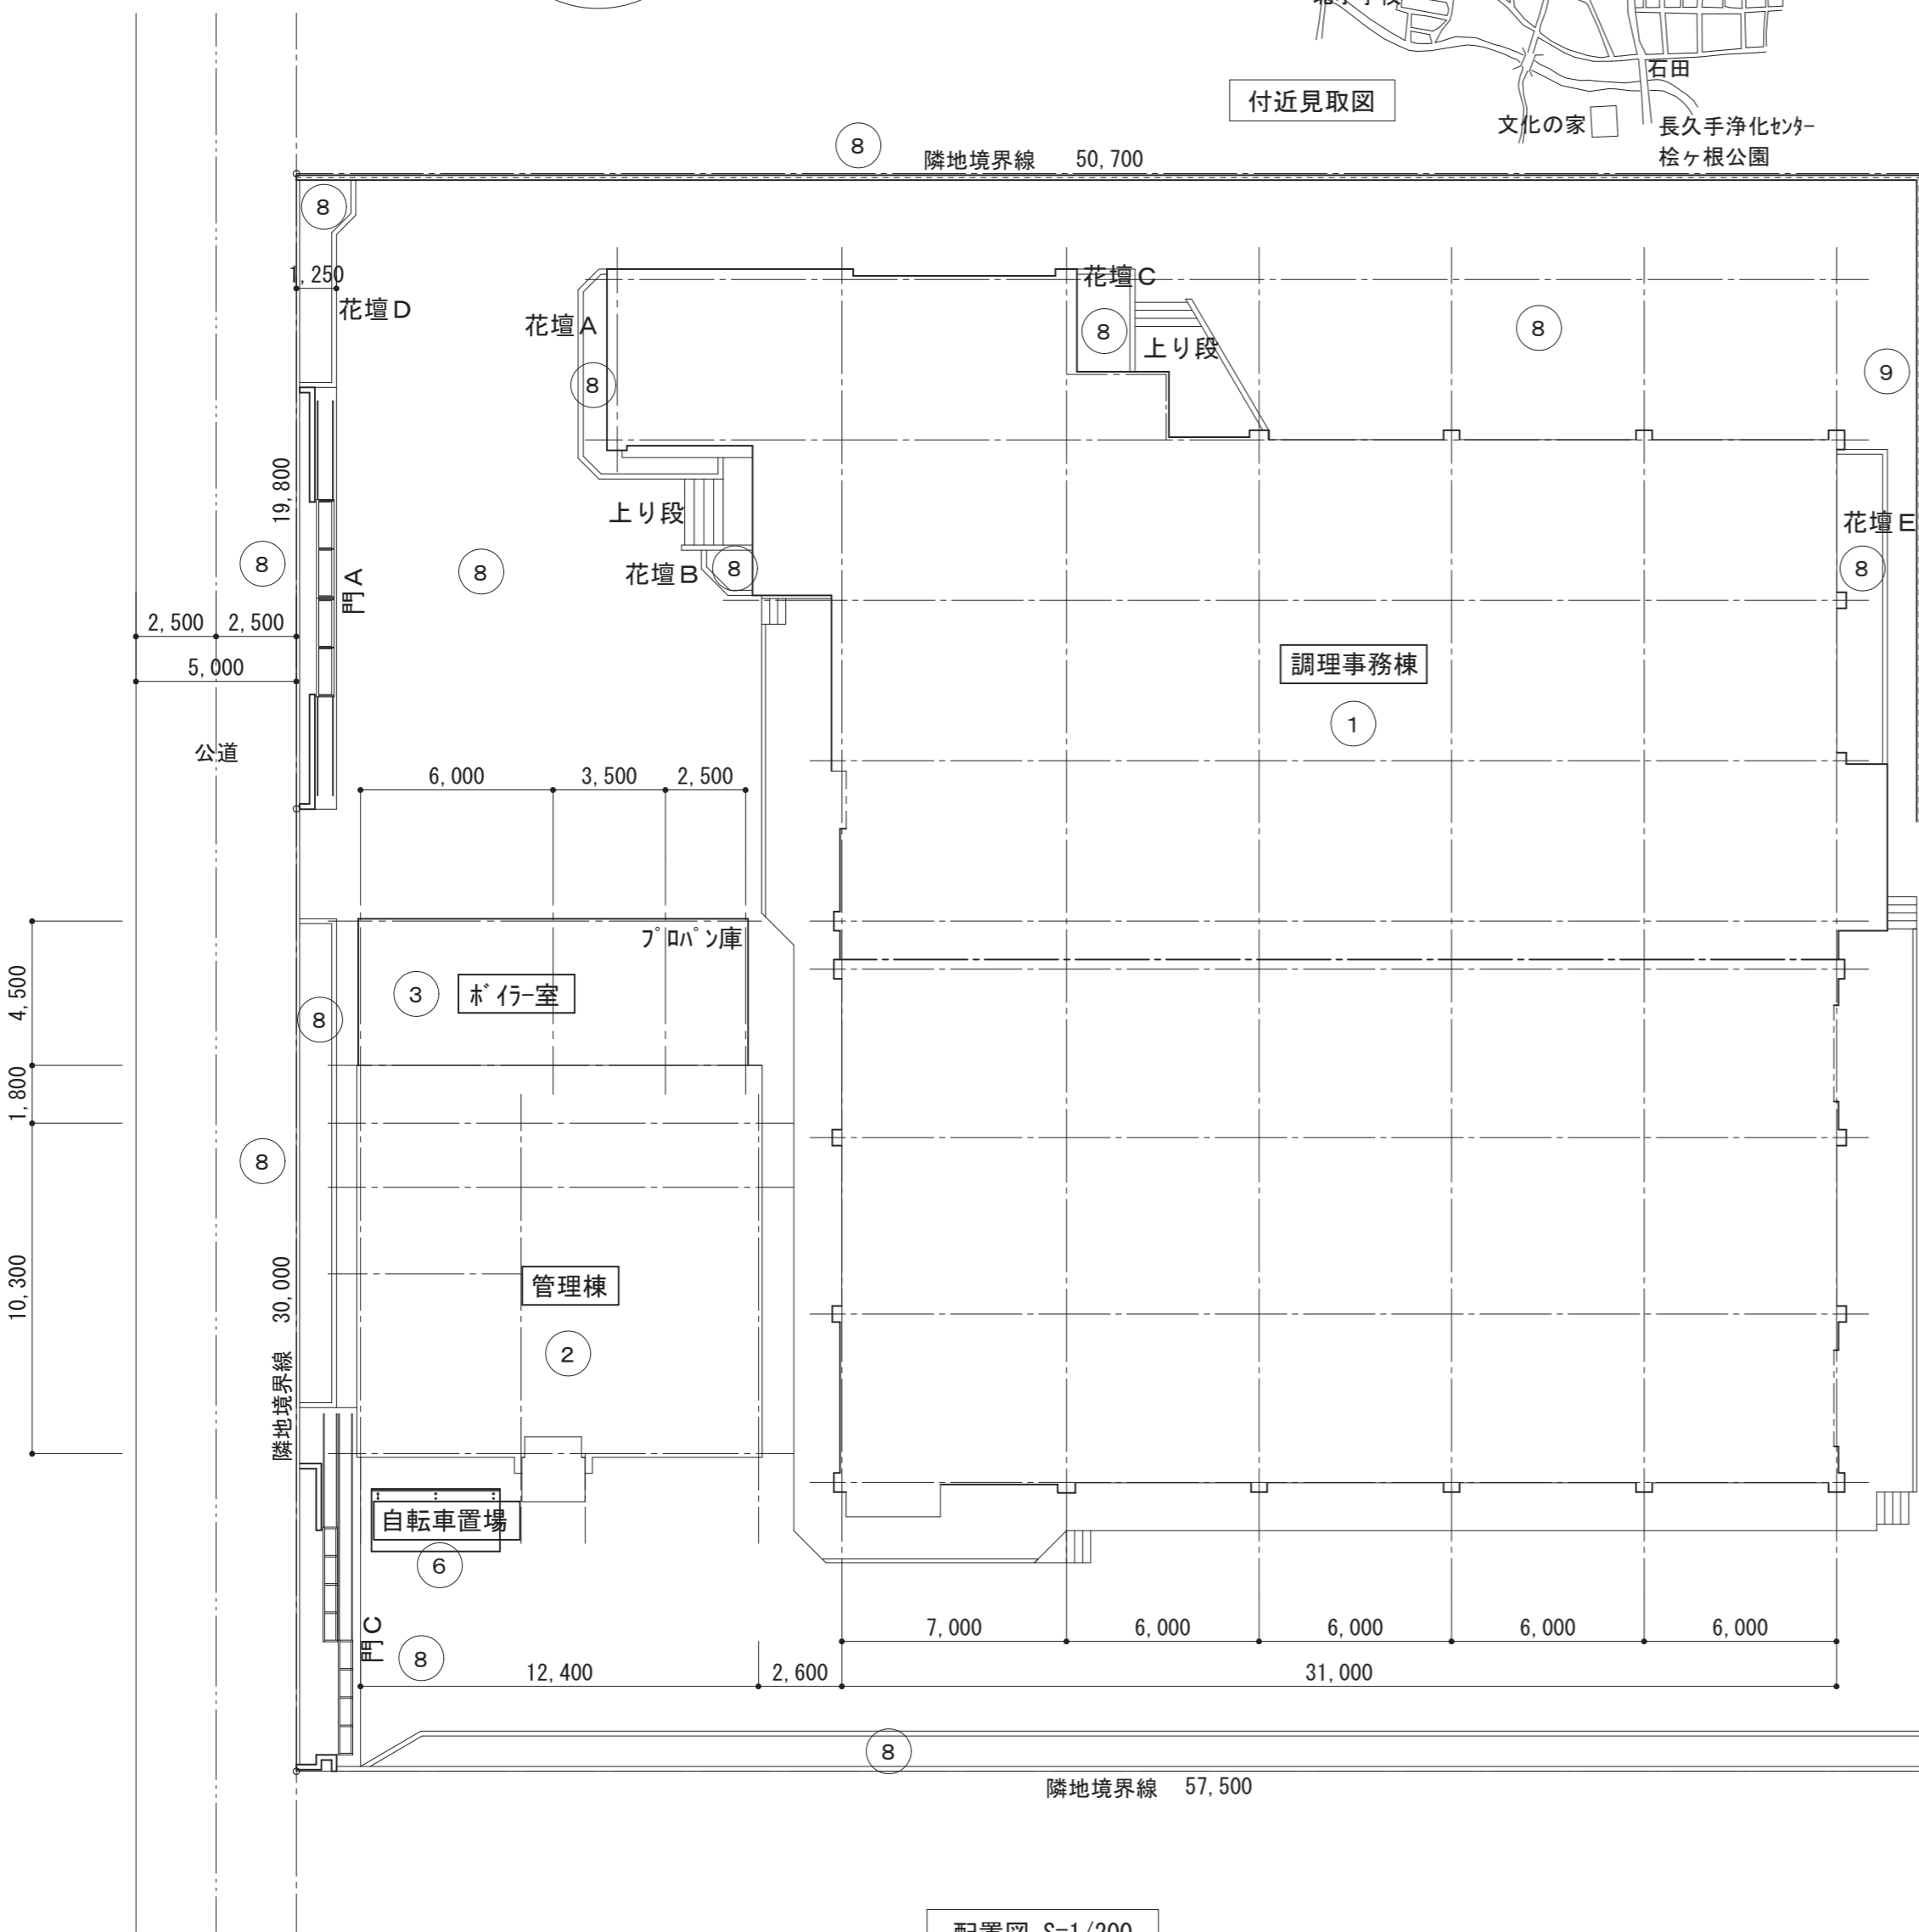 石田
付近見取図
文化の家
長久手浄化ｾﾝﾀｰ
桧ヶ根公園
8
隣地境界線 50,700
8
1,250
花壇D
花壇A
花壇C
8
上り段
8
8
8
9
19,800
上り段
花壇B
8
花壇E
8
8
8
門A
2,500
2,500
5,000
調理事務棟
1
公道
6,000
3,500
2,500
ﾌﾟﾛﾊﾟﾝ庫
3
ﾎﾞｲﾗｰ室
8
4,500
1,800
10,300
8
隣地境界線 30,000
管理棟
2
自転車置場
6
門C
8
7,000
6,000
6,000
6,000
6,000
12,400
2,600
31,000
8
隣地境界線 57,500
配置図 S=1/200